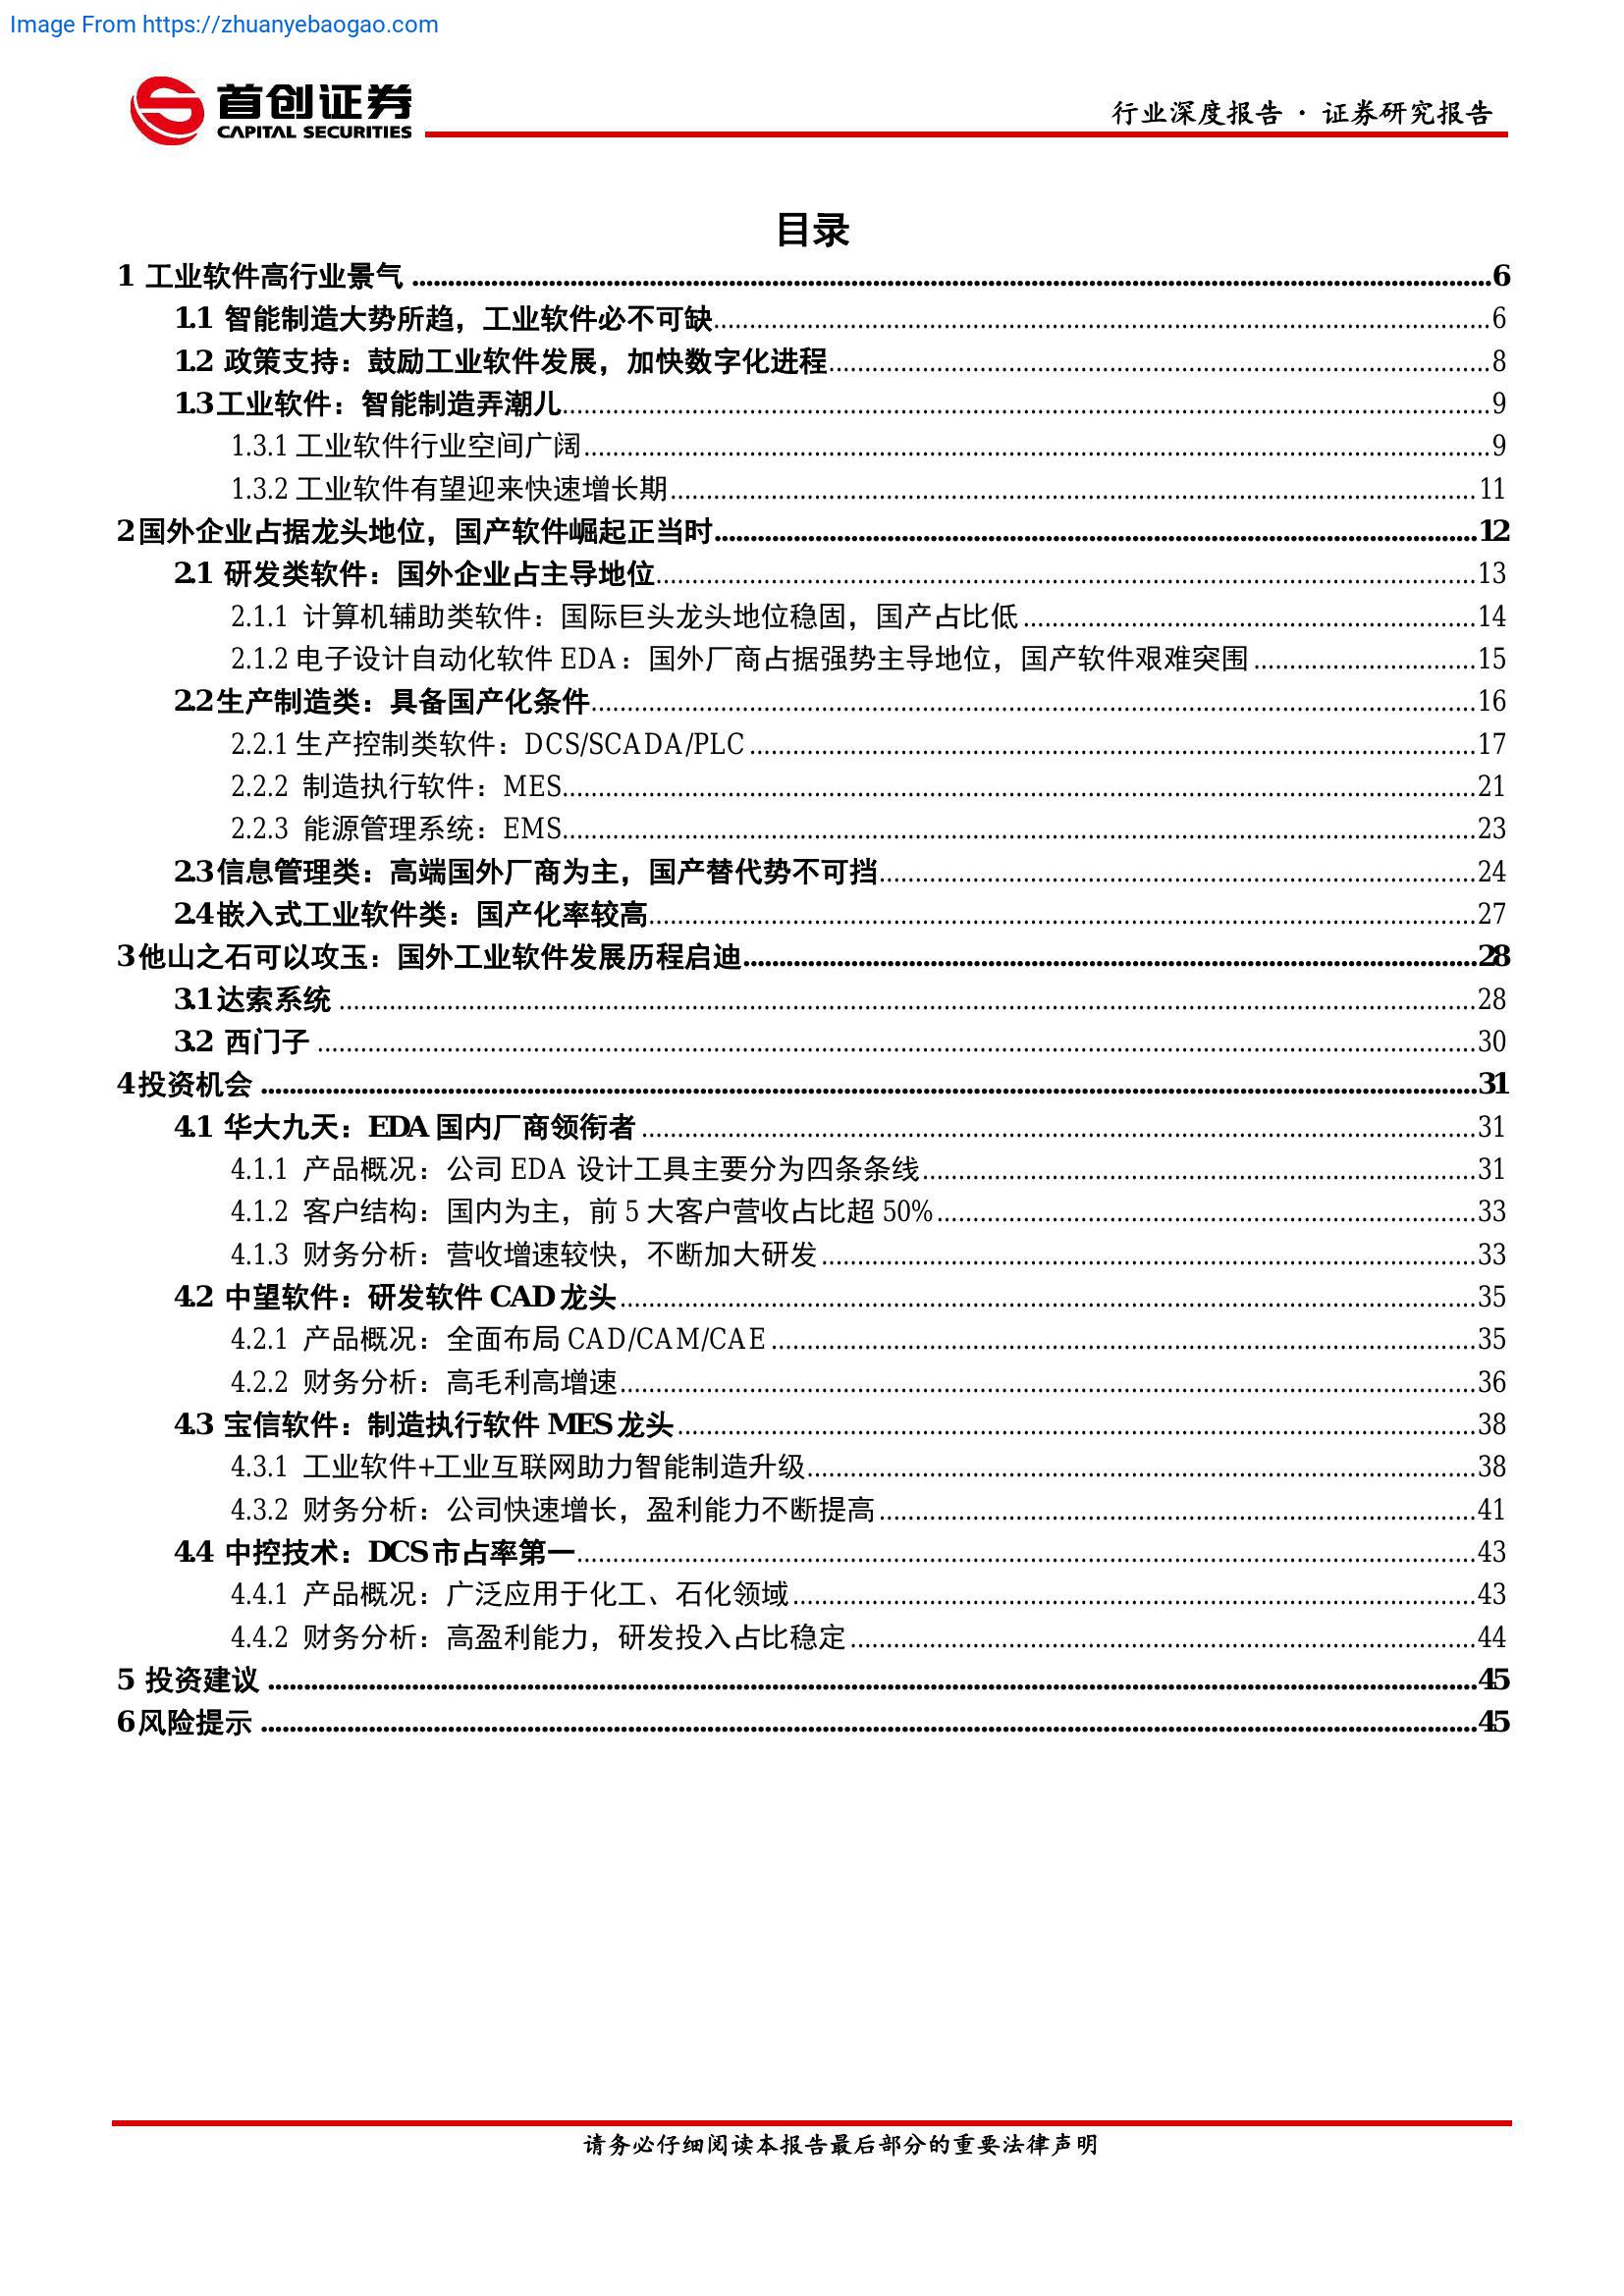 Image From https://zhuanyebaogao.com
首创证券
CAPITAL SECURITIES
行业深度报告 · 证券研究报告
目录
1 工业软件高行业景气 ........ 6
1.1 智能制造大势所趋，工业软件必不可缺 ........ 6
1.2 政策支持：鼓励工业软件发展，加快数字化进程 ........ 8
1.3 工业软件：智能制造弄潮儿 ........ 9
1.3.1 工业软件行业空间广阔 ........ 9
1.3.2 工业软件有望迎来快速增长期 ........ 11
2 国外企业占据龙头地位，国产软件崛起正当时 ........ 12
2.1 研发类软件：国外企业占主导地位 ........ 13
2.1.1 计算机辅助类软件：国际巨头龙头地位稳固，国产占比低 ........ 14
2.1.2 电子设计自动化软件 EDA：国外厂商占据强势主导地位，国产软件艰难突围 ........ 15
2.2 生产制造类：具备国产化条件 ........ 16
2.2.1 生产控制类软件：DCS/SCADA/PLC ........ 17
2.2.2 制造执行软件：MES ........ 21
2.2.3 能源管理系统：EMS ........ 23
2.3 信息管理类：高端国外厂商为主，国产替代势不可挡 ........ 24
2.4 嵌入式工业软件类：国产化率较高 ........ 27
3 他山之石可以攻玉：国外工业软件发展历程启迪 ........ 28
3.1 达索系统 ........ 28
3.2 西门子 ........ 30
4 投资机会 ........ 31
4.1 华大九天：EDA 国内厂商领衔者 ........ 31
4.1.1 产品概况：公司 EDA 设计工具主要分为四条条线 ........ 31
4.1.2 客户结构：国内为主，前 5 大客户营收占比超 50% ........ 33
4.1.3 财务分析：营收增速较快，不断加大研发 ........ 33
4.2 中望软件：研发软件 CAD 龙头 ........ 35
4.2.1 产品概况：全面布局 CAD/CAM/CAE ........ 35
4.2.2 财务分析：高毛利高增速 ........ 36
4.3 宝信软件：制造执行软件 MES 龙头 ........ 38
4.3.1 工业软件+工业互联网助力智能制造升级 ........ 38
4.3.2 财务分析：公司快速增长，盈利能力不断提高 ........ 41
4.4 中控技术：DCS 市占率第一 ........ 43
4.4.1 产品概况：广泛应用于化工、石化领域 ........ 43
4.4.2 财务分析：高盈利能力，研发投入占比稳定 ........ 44
5 投资建议 ........ 45
6 风险提示 ........ 45
请务必仔细阅读本报告最后部分的重要法律声明